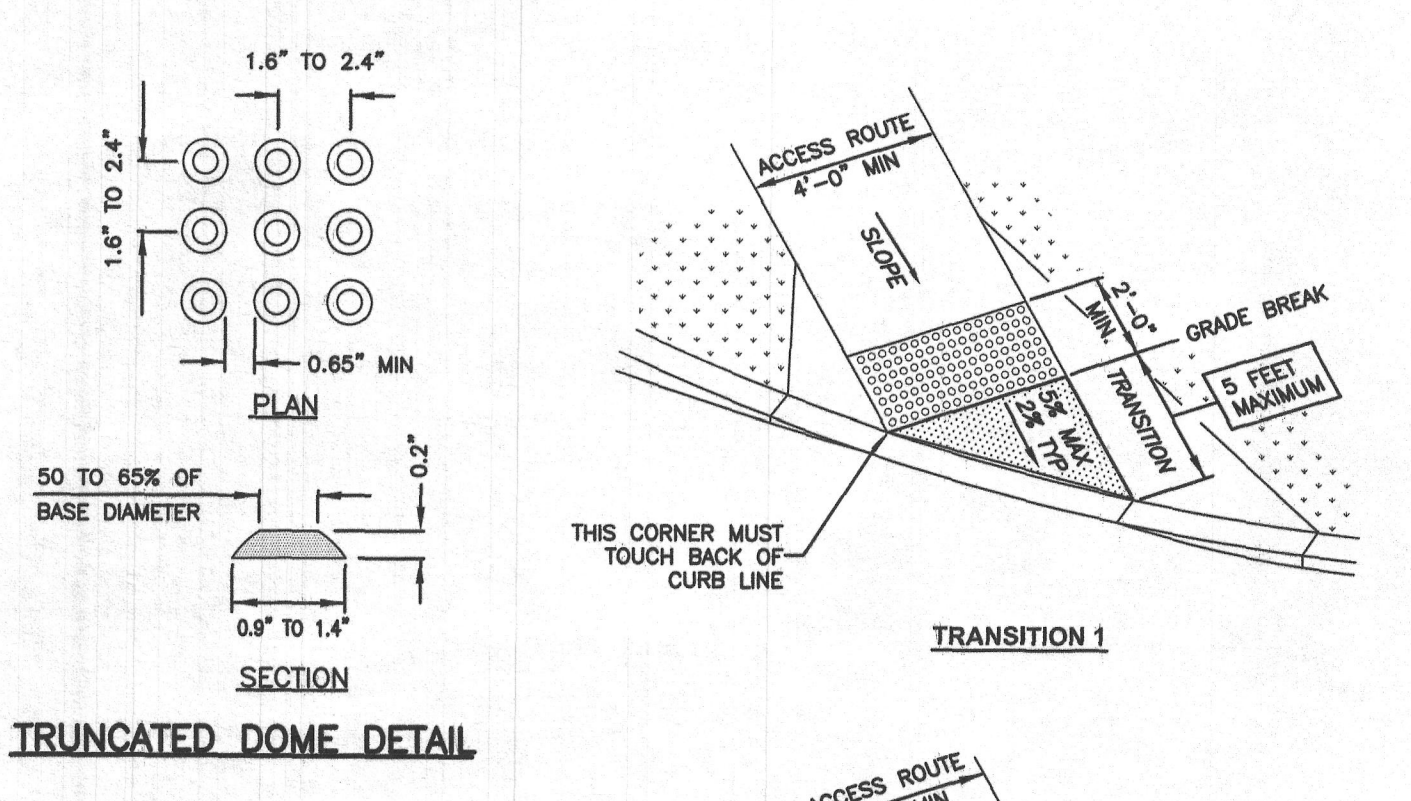 1.6" TO 2.4"
1.6" TO 2.4"
0.65" MIN
PLAN
50 TO 65% OF
BASE DIAMETER
0.2"
0.9" TO 1.4"
SECTION
TRUNCATED DOME DETAIL
ACCESS ROUTE
4'-0" MIN
SLOPE
2'-0"
MIN.
GRADE BREAK
5 FEET
MAXIMUM
TRANSITION
5% MAX
2% TYP
THIS CORNER MUST
TOUCH BACK OF
CURB LINE
TRANSITION 1
ACCESS ROUTE
MIN